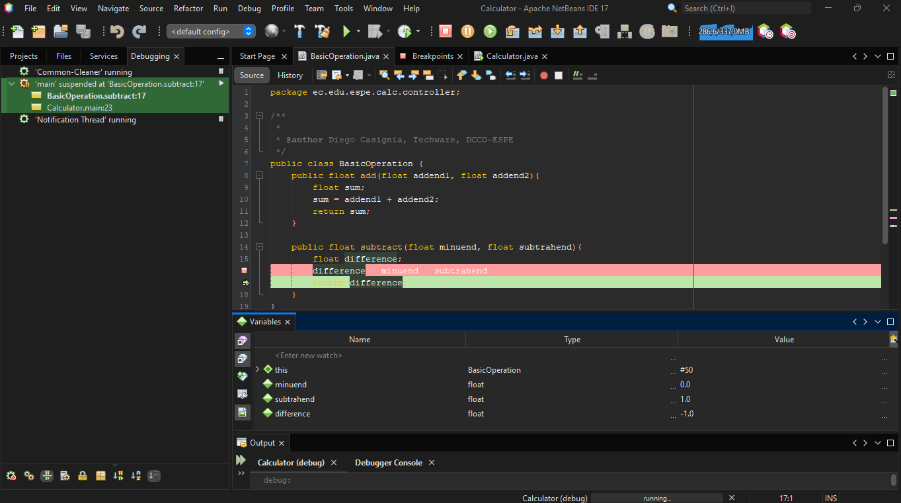 File Edit View Navigate Source Refactor Run Debug Profile Team Tools Window Help
Calculator - Apache NetBeans IDE 17
Search (Ctrl+I)
<default config>
286.6/337.0MB
Projects Files Services Debugging
Start Page BasicOperation.java Breakpoints Calculator.java
'Common-Cleaner' running
'main' suspended at 'BasicOperation.subtract:17'
BasicOperation.subtract:17
Calculator.main:23
'Notification Thread' running
Source History
1 package ec.edu.espe.calc.controller;
2
3 /**
4 *
5 * @author Diego Casignia, Techware, DCCO-ESPE
6 */
7 public class BasicOperation {
8 public float add(float addend1, float addend2){
9 float sum;
10 sum = addend1 + addend2;
11 return sum;
12 }
13
14 public float subtract(float minuend, float subtrahend){
15 float difference;
difference minuend subtrahend
difference
18 }
19 }
Variables
Name Type Value
<Enter new watch> ... ...
this BasicOperation ... #50 ...
minuend float ... 0.0 ...
subtrahend float ... 1.0 ...
difference float ... -1.0 ...
Output
Calculator (debug) Debugger Console
debug:
Calculator (debug) running... 17:1 INS